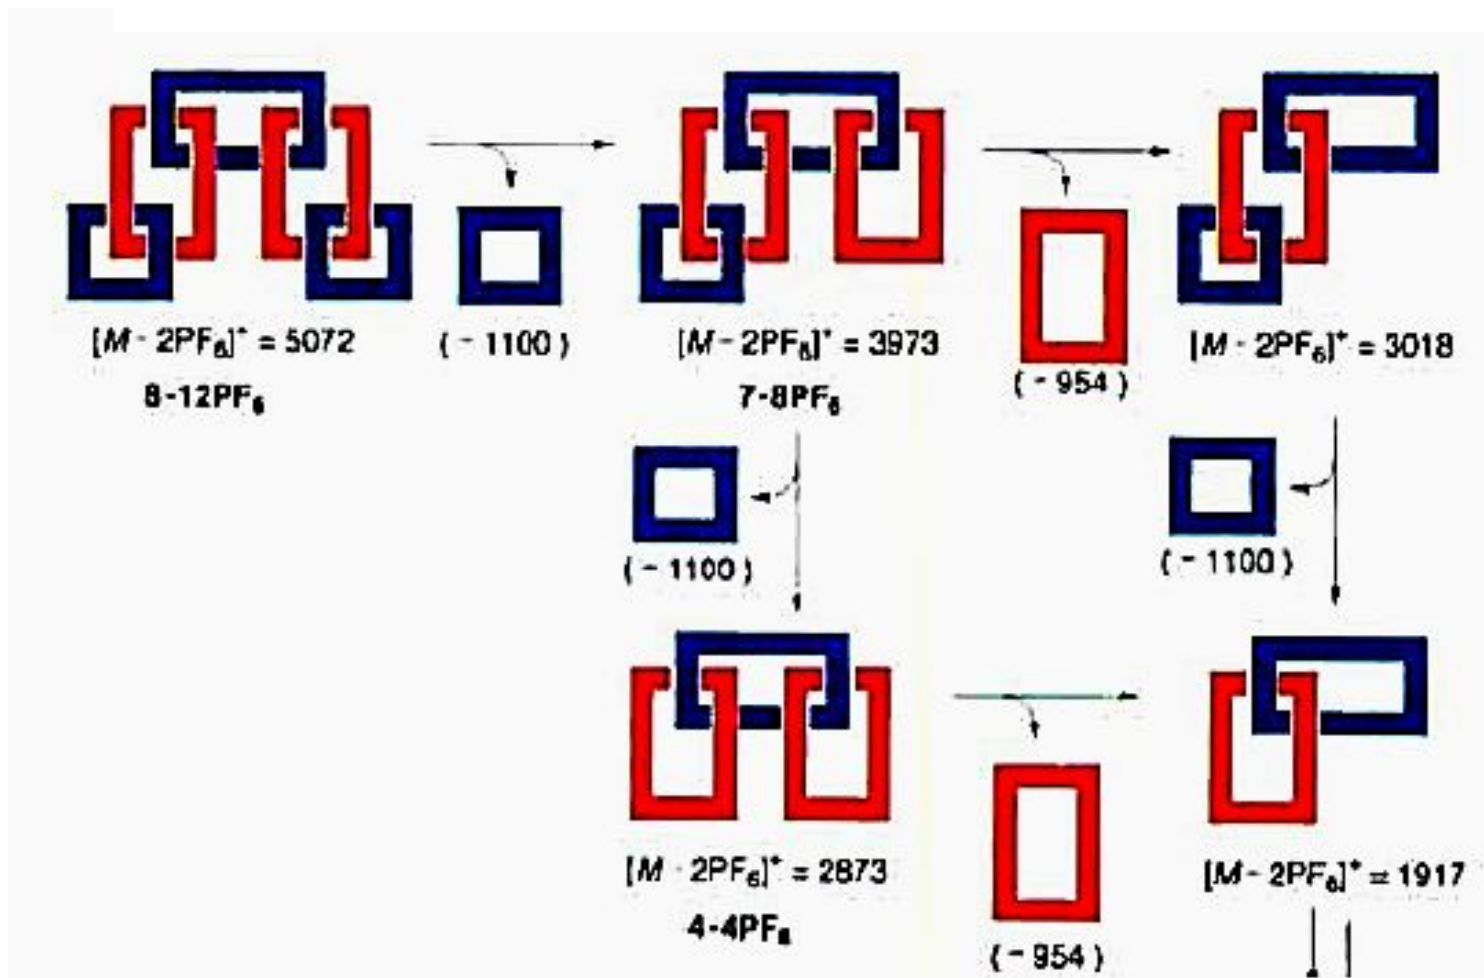 [M - 2PF₆]⁺ = 5072
(-1100)
[M - 2PF₆]⁺ = 3973
(-954)
[M - 2PF₆]⁺ = 3018
8-12PF₆
7-8PF₆
(-1100)
(-1100)
[M - 2PF₆]⁺ = 2873
[M - 2PF₆]⁺ = 1917
4-4PF₆
(-954)